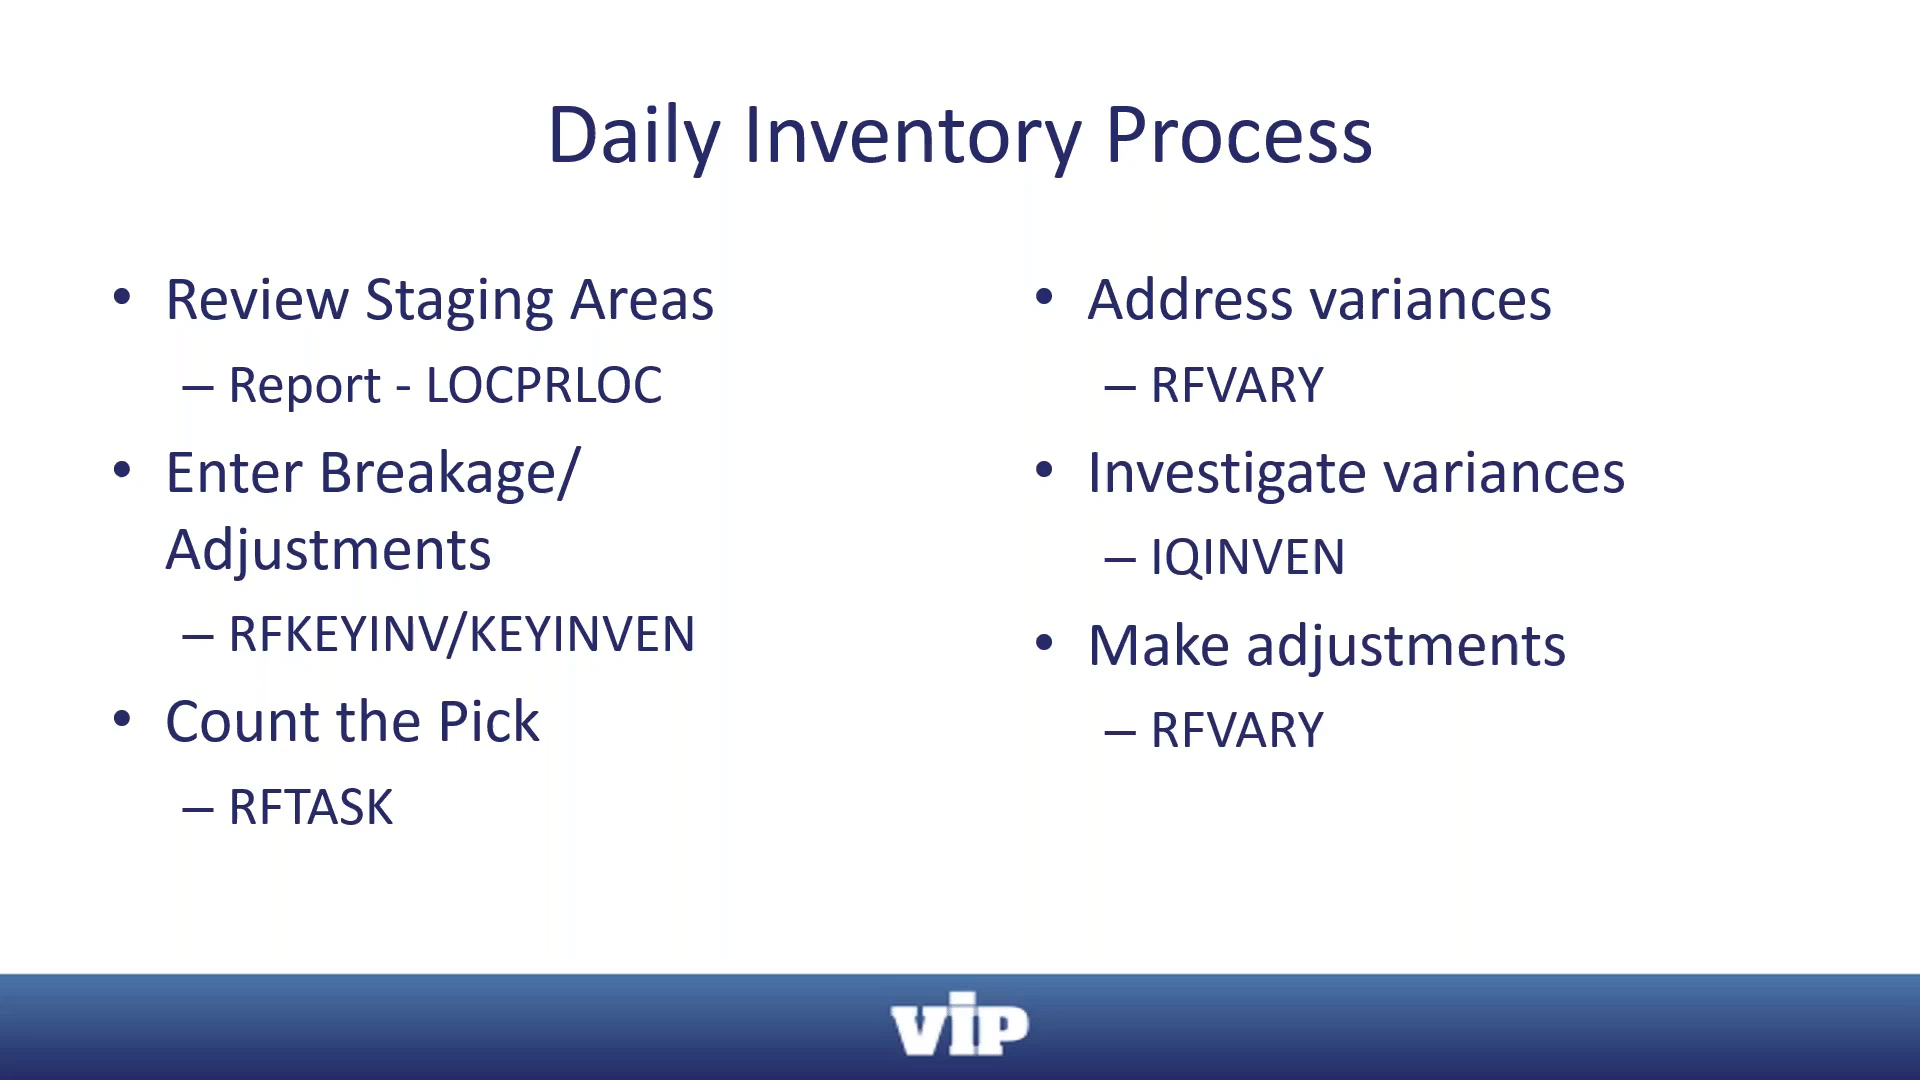 Daily Inventory Process
• Review Staging Areas
– Report - LOCPRLOC
• Enter Breakage/
Adjustments
– RFKEYINV/KEYINVEN
• Count the Pick
– RFTASK
• Address variances
– RFVARY
• Investigate variances
– IQINVEN
• Make adjustments
– RFVARY
vip